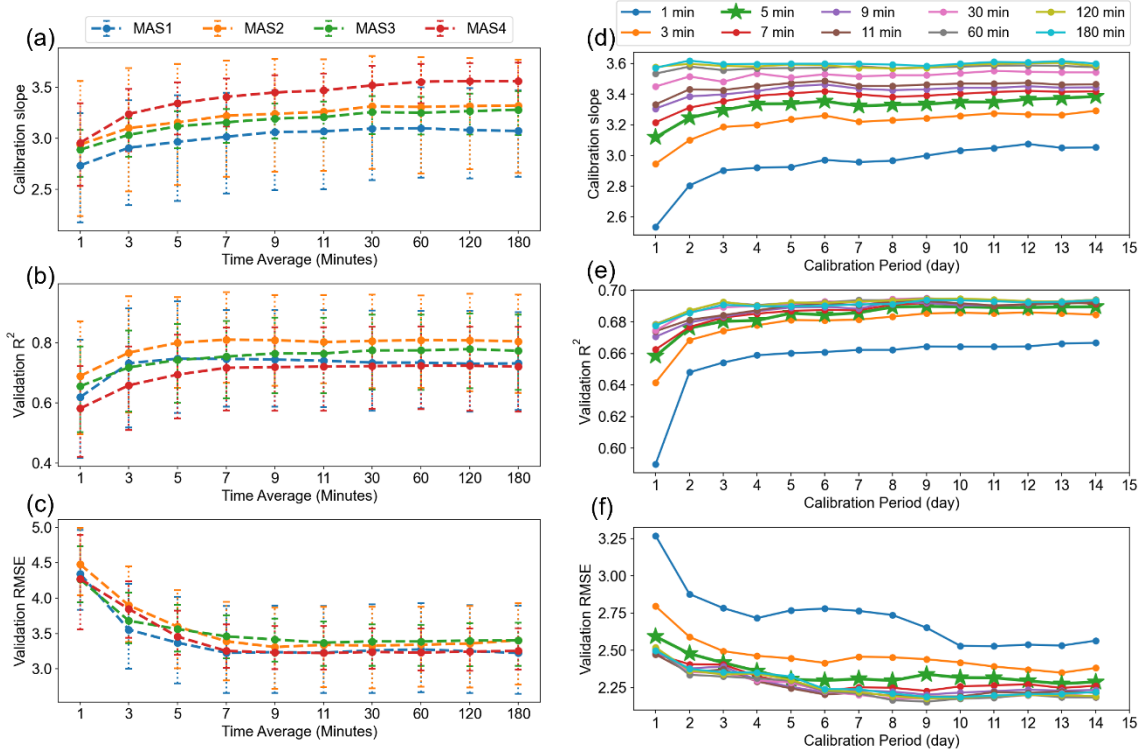 MAS1 MAS2 MAS3 MAS4
(a)
Calibration slope
3.5
3.0
2.5
1 3 5 7 9 11 30 60 120 180
Time Average (Minutes)
(b)
Validation R²
0.8
0.6
0.4
1 3 5 7 9 11 30 60 120 180
Time Average (Minutes)
(c)
Validation RMSE
5.0
4.5
4.0
3.5
3.0
1 3 5 7 9 11 30 60 120 180
Time Average (Minutes)
1 min 5 min 9 min 30 min 120 min
3 min 7 min 11 min 60 min 180 min
(d)
Calibration slope
3.6
3.4
3.2
3.0
2.8
2.6
1 2 3 4 5 6 7 8 9 10 11 12 13 14 15
Calibration Period (day)
(e)
Validation R²
0.70
0.68
0.66
0.64
0.62
0.60
1 2 3 4 5 6 7 8 9 10 11 12 13 14 15
Calibration Period (day)
(f)
Validation RMSE
3.25
3.00
2.75
2.50
2.25
1 2 3 4 5 6 7 8 9 10 11 12 13 14 15
Calibration Period (day)